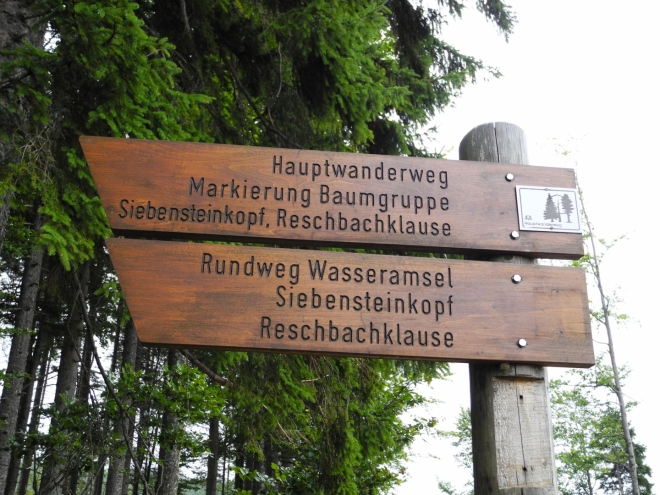 Hauptwanderweg
Markierung Baumgruppe
Siebensteinkopf, Reschbachklause
Rundweg Wasseramsel
Siebensteinkopf
Reschbachklause